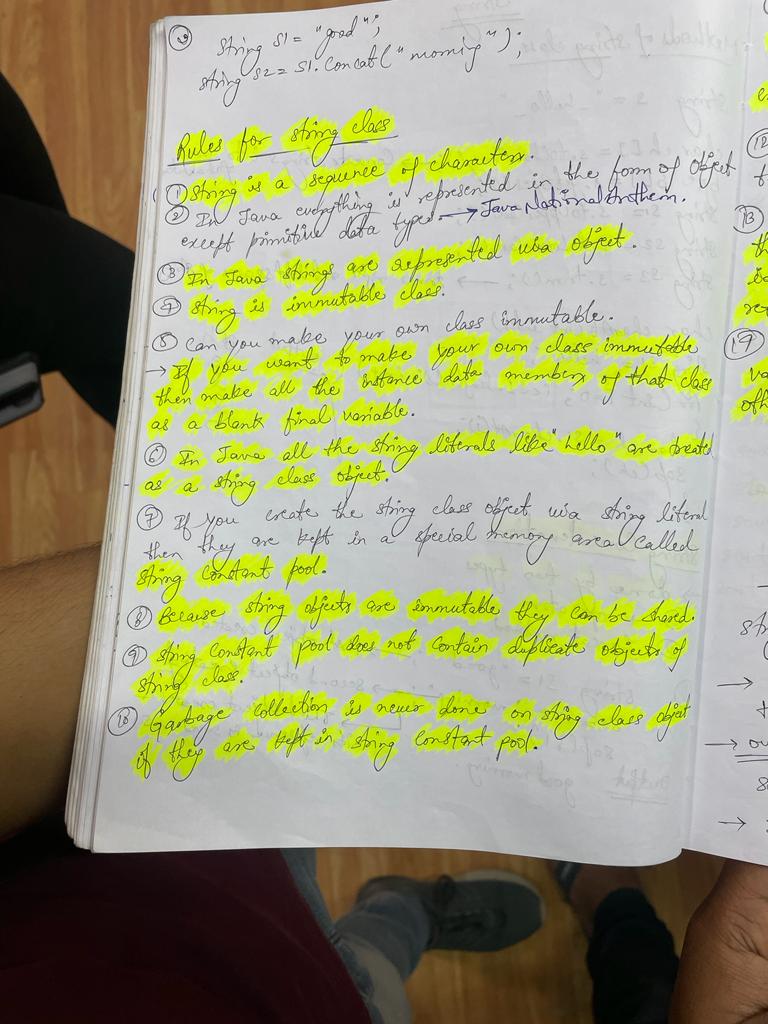 ③ String s1 = "good";
string s2 = s1.concat("morning");
Rules for string class
① string is a sequence of characters.
② In Java everything is represented in the form of object
except primitive data types → Java National Anthem.
③ In Java strings are represented via object.
④ string is immutable class.
⑤ Can you make your own class immutable.
→ If you want to make your own class immutable
then make all the instance data members of that class
as a blank final variable.
⑥ In Java all the string literals like "hello" are treated
as a string class object.
⑦ If you create the string class object via string literal
then they are kept in a special memory area called
string constant pool.
⑧ Because string objects are immutable they can be shared.
⑨ string constant pool does not contain duplicate objects of
string class.
⑩ Garbage collection is never done on string class object
if they are kept in string constant pool.